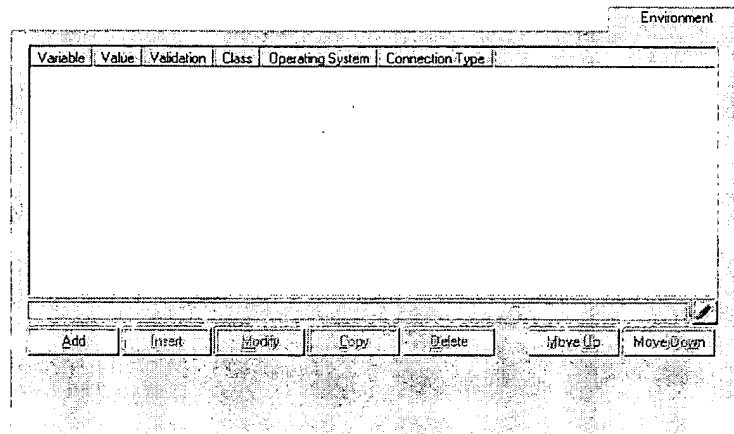 Environment
Variable Value Validation Class Operating System Connection Type
Add Insert Modify Copy Delete Move Up Move Down